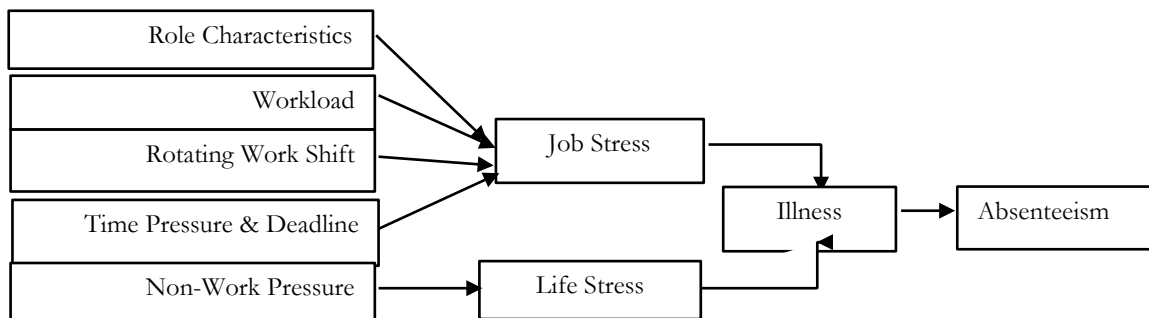 Role Characteristics
Workload
Rotating Work Shift
Time Pressure & Deadline
Non-Work Pressure
Job Stress
Life Stress
Illness
Absenteeism